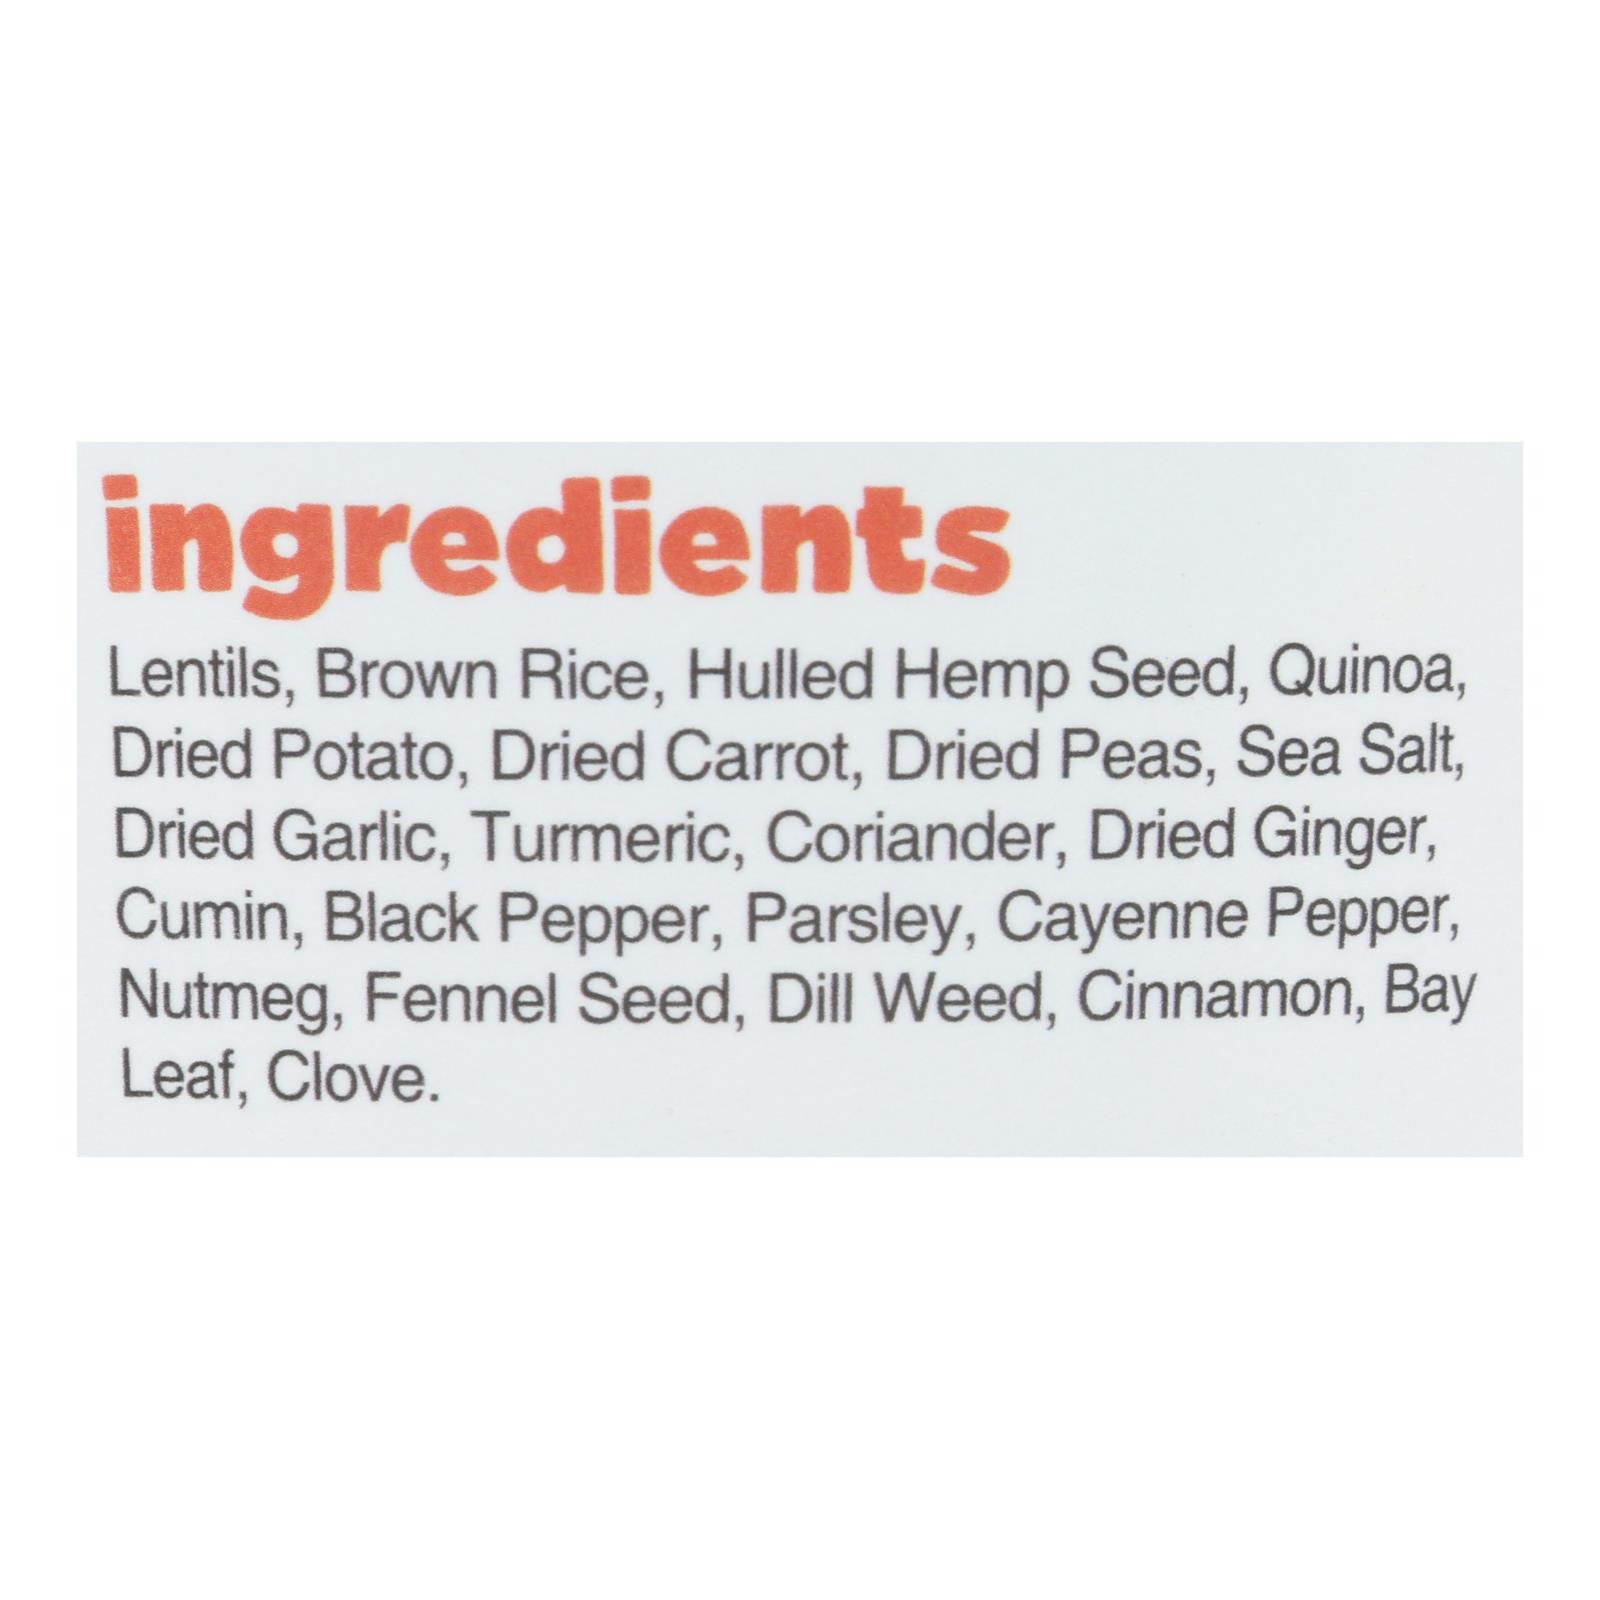 ingredients
Lentils, Brown Rice, Hulled Hemp Seed, Quinoa,
Dried Potato, Dried Carrot, Dried Peas, Sea Salt,
Dried Garlic, Turmeric, Coriander, Dried Ginger,
Cumin, Black Pepper, Parsley, Cayenne Pepper,
Nutmeg, Fennel Seed, Dill Weed, Cinnamon, Bay
Leaf, Clove.